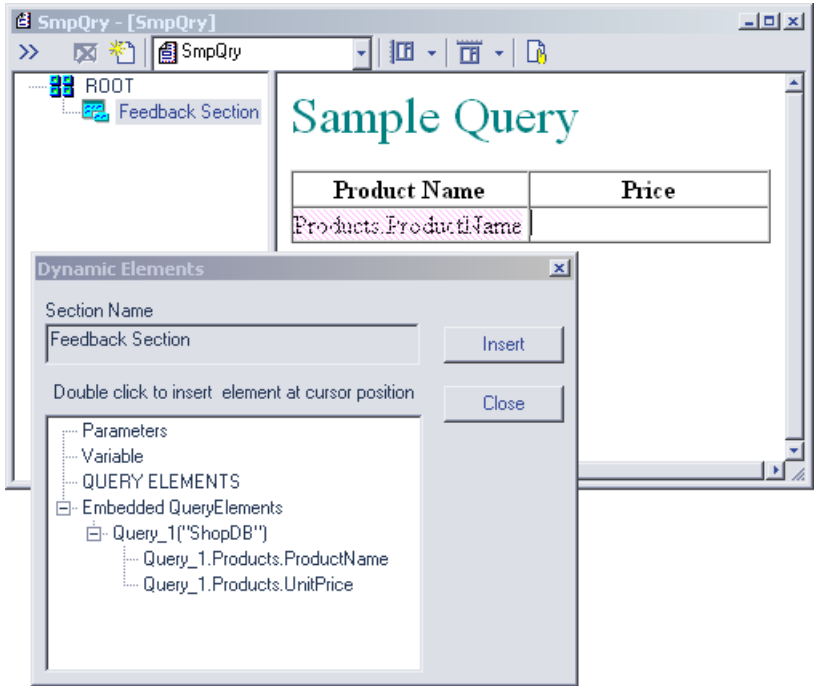 SmpQry - [SmpQry]
SmpQry
ROOT
Feedback Section
Sample Query
Product Name Price
Products.ProductName
Dynamic Elements
Section Name
Feedback Section
Insert
Double click to insert element at cursor position
Close
Parameters
Variable
QUERY ELEMENTS
Embedded QueryElements
Query_1("ShopDB")
Query_1.Products.ProductName
Query_1.Products.UnitPrice